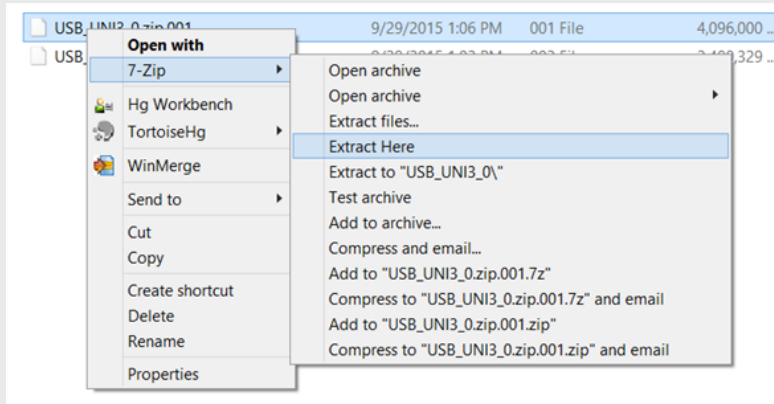 USB_UNI3_0.zip.001 9/29/2015 1:06 PM 001 File 4,096,000 ...
USB_
Open with
7-Zip
Hg Workbench
TortoiseHg
WinMerge
Send to
Cut
Copy
Create shortcut
Delete
Rename
Properties
Open archive
Open archive
Extract files...
Extract Here
Extract to "USB_UNI3_0\"
Test archive
Add to archive...
Compress and email...
Add to "USB_UNI3_0.zip.001.7z"
Compress to "USB_UNI3_0.zip.001.7z" and email
Add to "USB_UNI3_0.zip.001.zip"
Compress to "USB_UNI3_0.zip.001.zip" and email